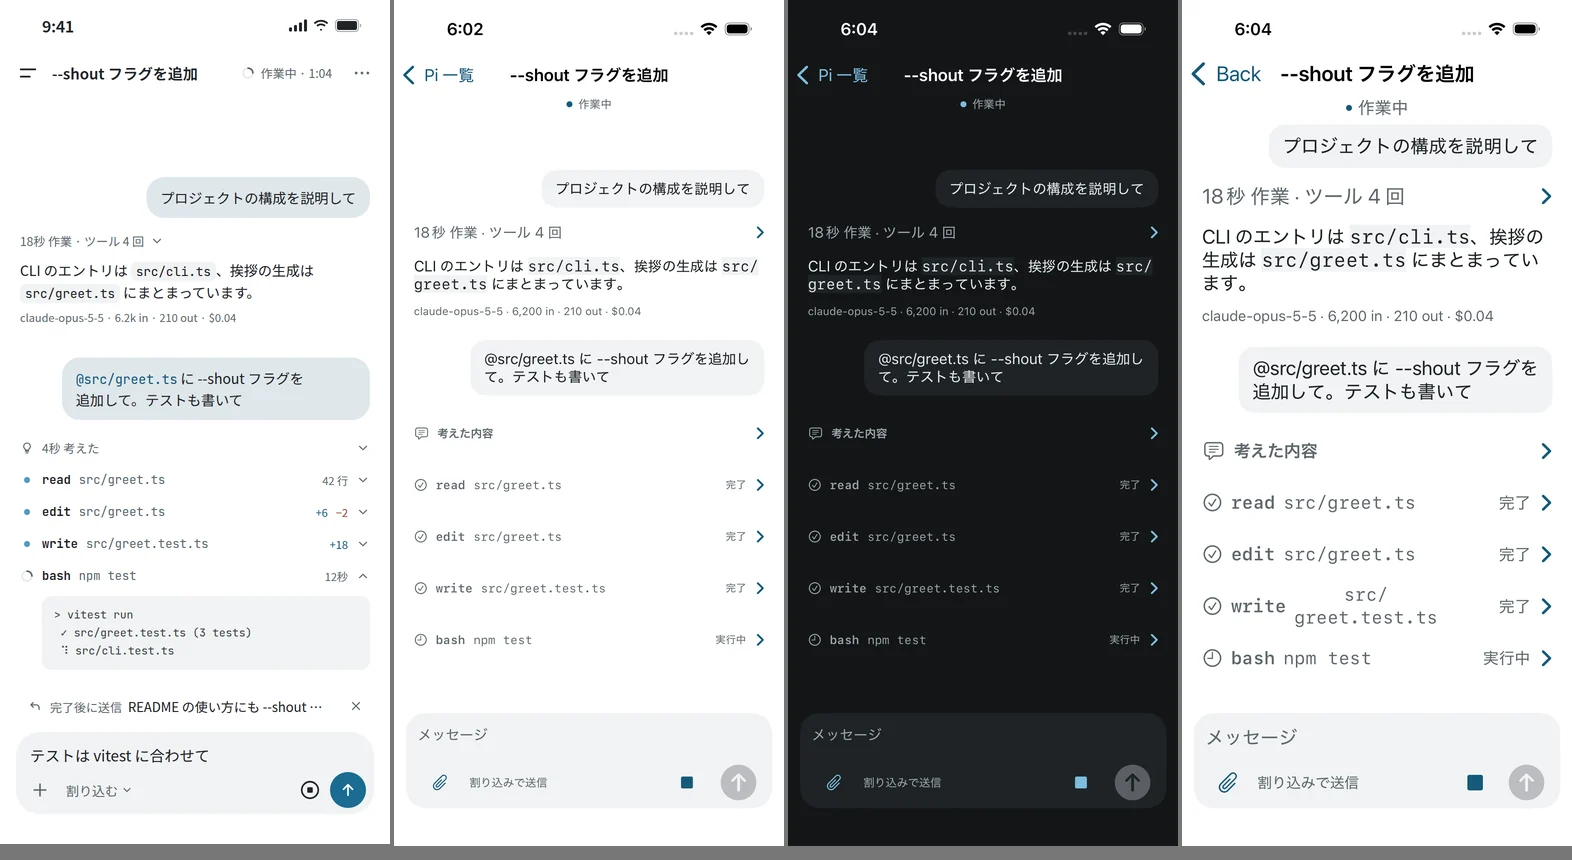 9:41
--shout フラグを追加
作業中 · 1:04
プロジェクトの構成を説明して
18秒 作業 · ツール 4 回
CLI のエントリは src/cli.ts 、挨拶の生成は
src/greet.ts にまとまっています。
claude-opus-5-5 · 6.2k in · 210 out · $0.04
@src/greet.ts に --shout フラグを
追加して。テストも書いて
4秒 考えた
read src/greet.ts 42 行
edit src/greet.ts +6 −2
write src/greet.test.ts +18
bash npm test 12秒
> vitest run
✓ src/greet.test.ts (3 tests)
⠹ src/cli.test.ts
完了後に送信 README の使い方にも --shout …
テストは vitest に合わせて
割り込む
6:02
Pi 一覧
--shout フラグを追加
作業中
プロジェクトの構成を説明して
18秒 作業 · ツール 4 回
CLI のエントリは src/cli.ts、挨拶の生成は src/
greet.ts にまとまっています。
claude-opus-5-5 · 6,200 in · 210 out · $0.04
@src/greet.ts に --shout フラグを追加し
て。テストも書いて
考えた内容
read src/greet.ts 完了
edit src/greet.ts 完了
write src/greet.test.ts 完了
bash npm test 実行中
メッセージ
割り込みで送信
6:04
Pi 一覧
--shout フラグを追加
作業中
プロジェクトの構成を説明して
18秒 作業 · ツール 4 回
CLI のエントリは src/cli.ts、挨拶の生成は src/
greet.ts にまとまっています。
claude-opus-5-5 · 6,200 in · 210 out · $0.04
@src/greet.ts に --shout フラグを追加し
て。テストも書いて
考えた内容
read src/greet.ts 完了
edit src/greet.ts 完了
write src/greet.test.ts 完了
bash npm test 実行中
メッセージ
割り込みで送信
6:04
Back
--shout フラグを追加
作業中
プロジェクトの構成を説明して
18秒 作業 · ツール 4 回
CLI のエントリは src/cli.ts、挨拶の
生成は src/greet.ts にまとまってい
ます。
claude-opus-5-5 · 6,200 in · 210 out · $0.04
@src/greet.ts に --shout フラグを
追加して。テストも書いて
考えた内容
read src/greet.ts 完了
edit src/greet.ts 完了
write src/
greet.test.ts 完了
bash npm test 実行中
メッセージ
割り込みで送信